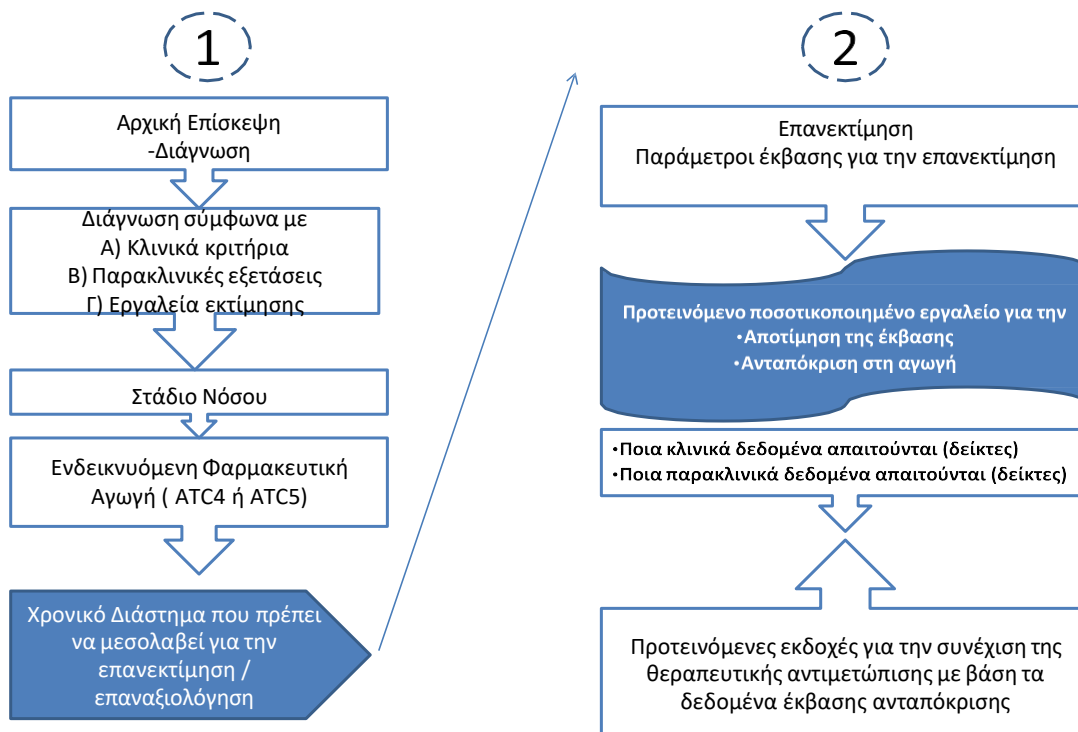 1
Αρχική Επίσκεψη
-Διάγνωση
Διάγνωση σύμφωνα με
Α) Κλινικά κριτήρια
Β) Παρακλινικές εξετάσεις
Γ) Εργαλεία εκτίμησης
Στάδιο Νόσου
Ενδεικνυόμενη Φαρμακευτική
Αγωγή ( ATC4 ή ATC5)
Χρονικό Διάστημα που πρέπει
να μεσολαβεί για την
επανεκτίμηση /
επαναξιολόγηση
2
Επανεκτίμηση
Παράμετροι έκβασης για την επανεκτίμηση
Προτεινόμενο ποσοτικοποιημένο εργαλείο για την
•Αποτίμηση της έκβασης
•Ανταπόκριση στη αγωγή
•Ποια κλινικά δεδομένα απαιτούνται (δείκτες)
•Ποια παρακλινικά δεδομένα απαιτούνται (δείκτες)
Προτεινόμενες εκδοχές για την συνέχιση της
θεραπευτικής αντιμετώπισης με βάση τα
δεδομένα έκβασης ανταπόκρισης